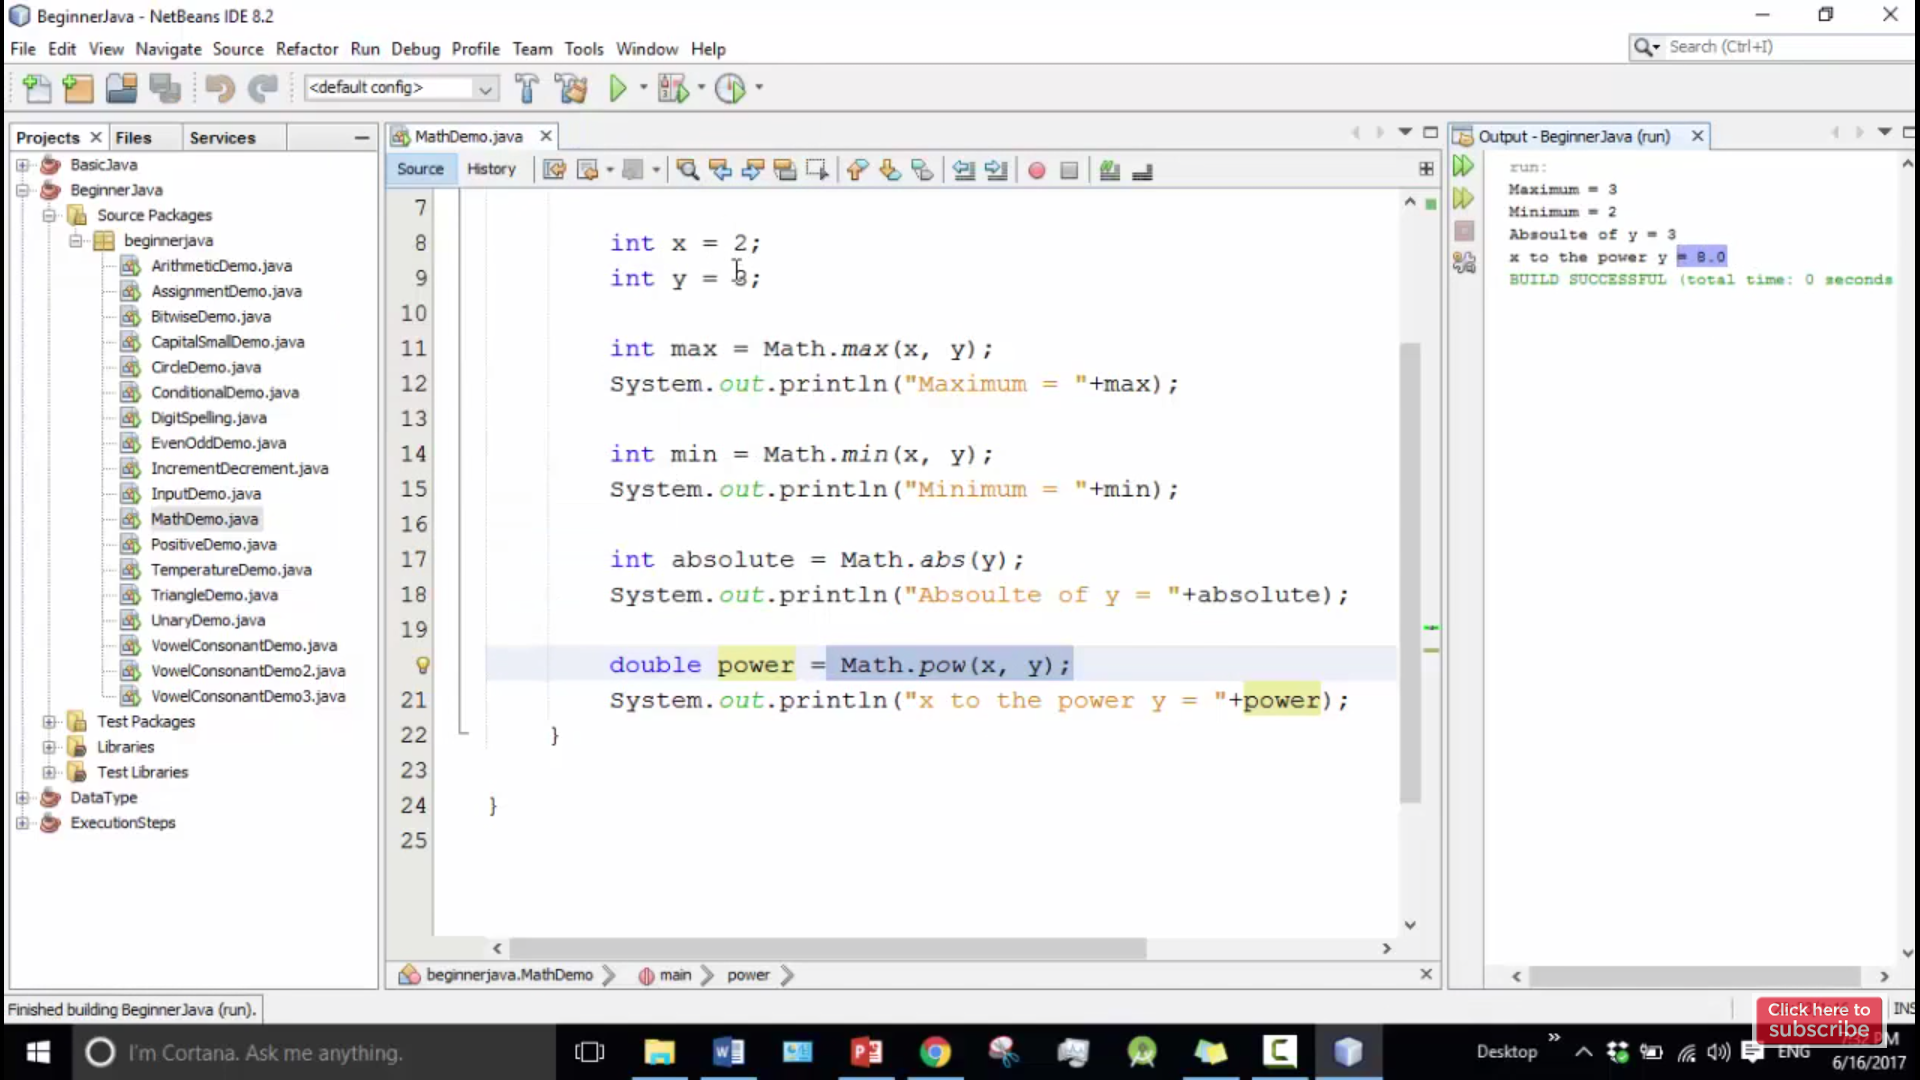 BeginnerJava - NetBeans IDE 8.2
File Edit View Navigate Source Refactor Run Debug Profile Team Tools Window Help
Search (Ctrl+I)
<default config>
Projects Files Services
BasicJava
BeginnerJava
Source Packages
beginnerjava
ArithmeticDemo.java
AssignmentDemo.java
BitwiseDemo.java
CapitalSmallDemo.java
CircleDemo.java
ConditionalDemo.java
DigitSpelling.java
EvenOddDemo.java
IncrementDecrement.java
InputDemo.java
MathDemo.java
PositiveDemo.java
TemperatureDemo.java
TriangleDemo.java
UnaryDemo.java
VowelConsonantDemo.java
VowelConsonantDemo2.java
VowelConsonantDemo3.java
Test Packages
Libraries
Test Libraries
DataType
ExecutionSteps
MathDemo.java
Source History
7
8 int x = 2;
9 int y = 3;
10
11 int max = Math.max(x, y);
12 System.out.println("Maximum = "+max);
13
14 int min = Math.min(x, y);
15 System.out.println("Minimum = "+min);
16
17 int absolute = Math.abs(y);
18 System.out.println("Absoulte of y = "+absolute);
19
double power = Math.pow(x, y);
21 System.out.println("x to the power y = "+power);
22 }
23
24 }
25
beginnerjava.MathDemo main power
Output - BeginnerJava (run)
run:
Maximum = 3
Minimum = 2
Absoulte of y = 3
x to the power y = 8.0
BUILD SUCCESSFUL (total time: 0 seconds
Finished building BeginnerJava (run).
INS
Click here to
subscribe
I'm Cortana. Ask me anything.
Desktop
ENG
6/16/2017